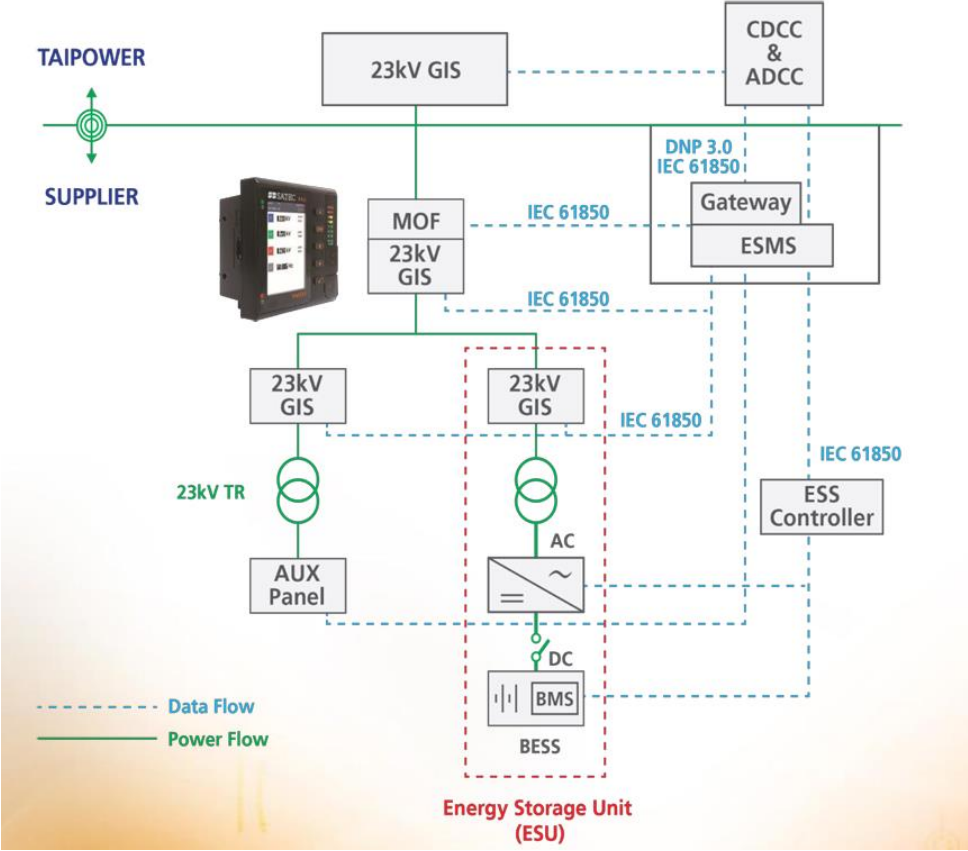 TAIPOWER
SUPPLIER
23kV GIS
CDCC
&
ADCC
DNP 3.0
IEC 61850
Gateway
ESMS
SATEC
MOF
23kV
GIS
IEC 61850
IEC 61850
23kV
GIS
23kV
GIS
IEC 61850
IEC 61850
23kV TR
ESS
Controller
AC
AUX
Panel
DC
BMS
BESS
Data Flow
Power Flow
Energy Storage Unit
(ESU)